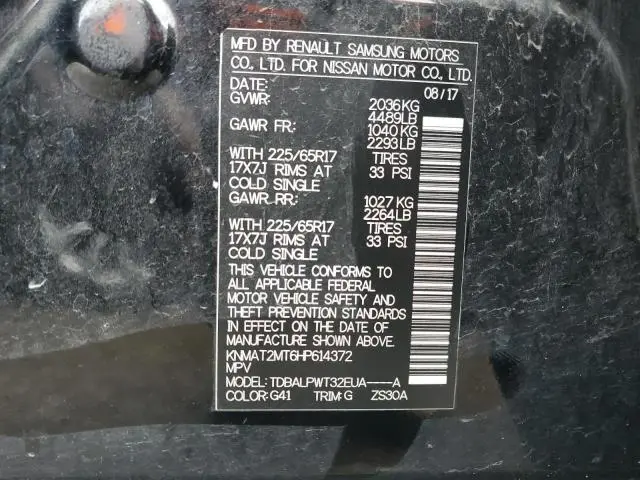 MFD BY RENAULT SAMSUNG MOTORS
CO., LTD. FOR NISSAN MOTOR CO., LTD.
DATE: 08/17
GVWR: 2036KG
4489LB
GAWR FR: 1040KG
2293LB
WITH 225/65R17 TIRES
17X7J RIMS AT 33 PSI
COLD SINGLE
GAWR RR: 1027KG
2264LB
WITH 225/65R17 TIRES
17X7J RIMS AT 33 PSI
COLD SINGLE
THIS VEHICLE CONFORMS TO
ALL APPLICABLE FEDERAL
MOTOR VEHICLE SAFETY AND
THEFT PREVENTION STANDARDS
IN EFFECT ON THE DATE OF
MANUFACTURE SHOWN ABOVE.
KNMAT2MT6HP614372
MPV
MODEL: TDBALPWT32EUA----A
COLOR:G41 TRIM:G ZS30A